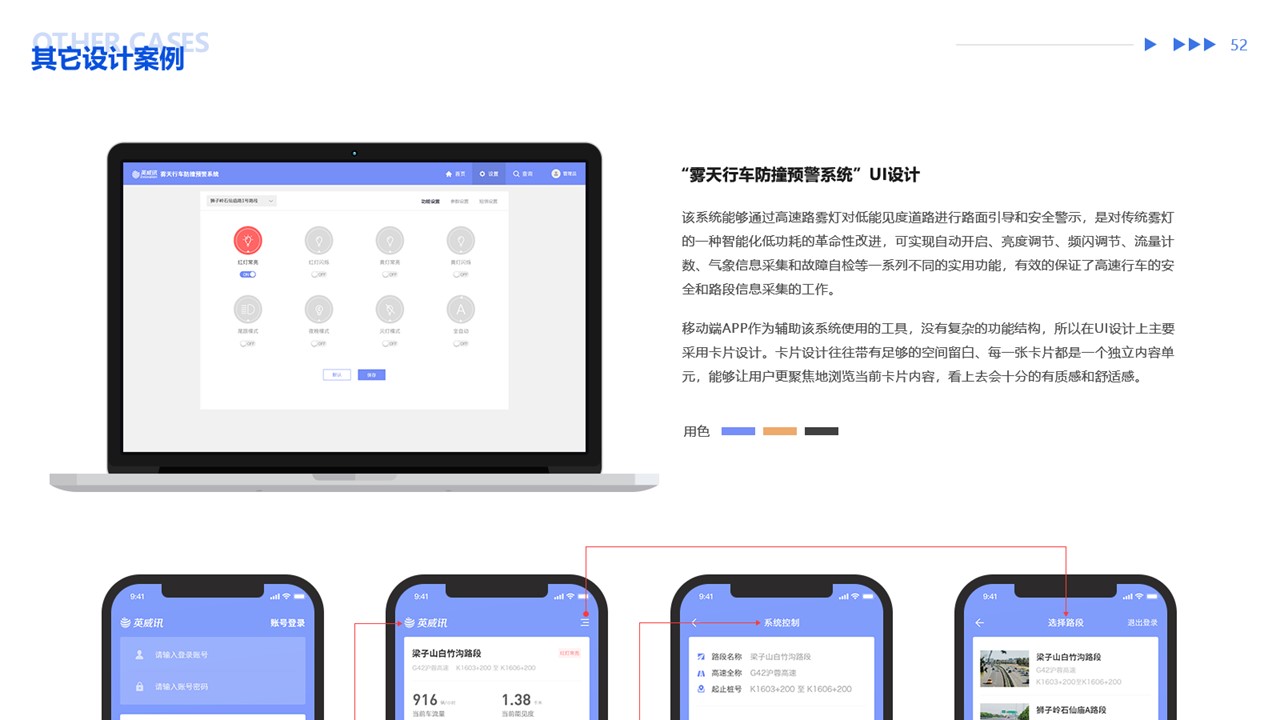 OTHER CASES
其它设计案例
52
英威讯 雾天行车防撞预警系统
首页 设置 查询 管理员
狮子岭石仙庙路1号路线
功能设置 参数设置
红灯常亮 红灯闪烁 黄灯常亮 黄灯闪烁
ON OFF OFF OFF
尾迹模式 夜晚模式 灭灯模式 全自动
OFF OFF OFF OFF
默认 保存
“雾天行车防撞预警系统”UI设计
该系统能够通过高速路雾灯对低能见度道路进行路面引导和安全警示，是对传统雾灯
的一种智能化低功耗的革命性改进，可实现自动开启、亮度调节、频闪调节、流量计
数、气象信息采集和故障自检等一系列不同的实用功能，有效的保证了高速行车的安
全和路段信息采集的工作。
移动端APP作为辅助该系统使用的工具，没有复杂的功能结构，所以在UI设计上主要
采用卡片设计。卡片设计往往带有足够的空间留白、每一张卡片都是一个独立内容单
元，能够让用户更聚焦地浏览当前卡片内容，看上去会十分的有质感和舒适感。
用色
9:41
英威讯 账号登录
请输入登录账号
请输入账号密码
9:41
英威讯
梁子山白竹沟路段 红灯常亮
G42沪蓉高速 K1603+200 至 K1606+200
916 辆/小时 1.38 千米
当前车流量 当前能见度
9:41
系统控制
路段名称 梁子山白竹沟路段
高速全称 G42沪蓉高速
起止桩号 K1603+200 至 K1606+200
9:41
选择路段 退出登录
梁子山白竹沟路段
G42沪蓉高速
K1603+200至K1606+200
狮子岭石仙庙A路段